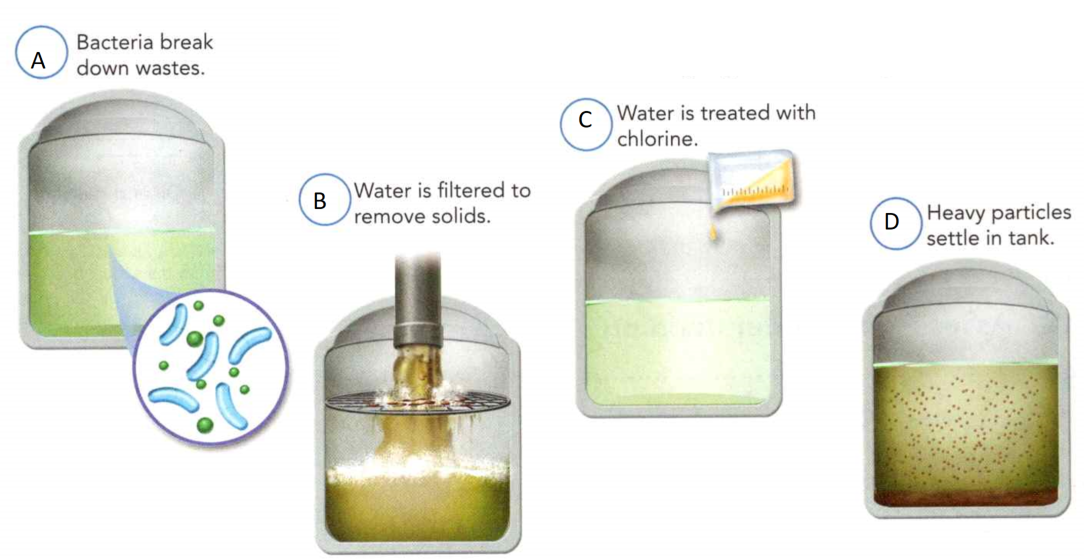 A
Bacteria break
down wastes.
B
Water is filtered to
remove solids.
C
Water is treated with
chlorine.
D
Heavy particles
settle in tank.